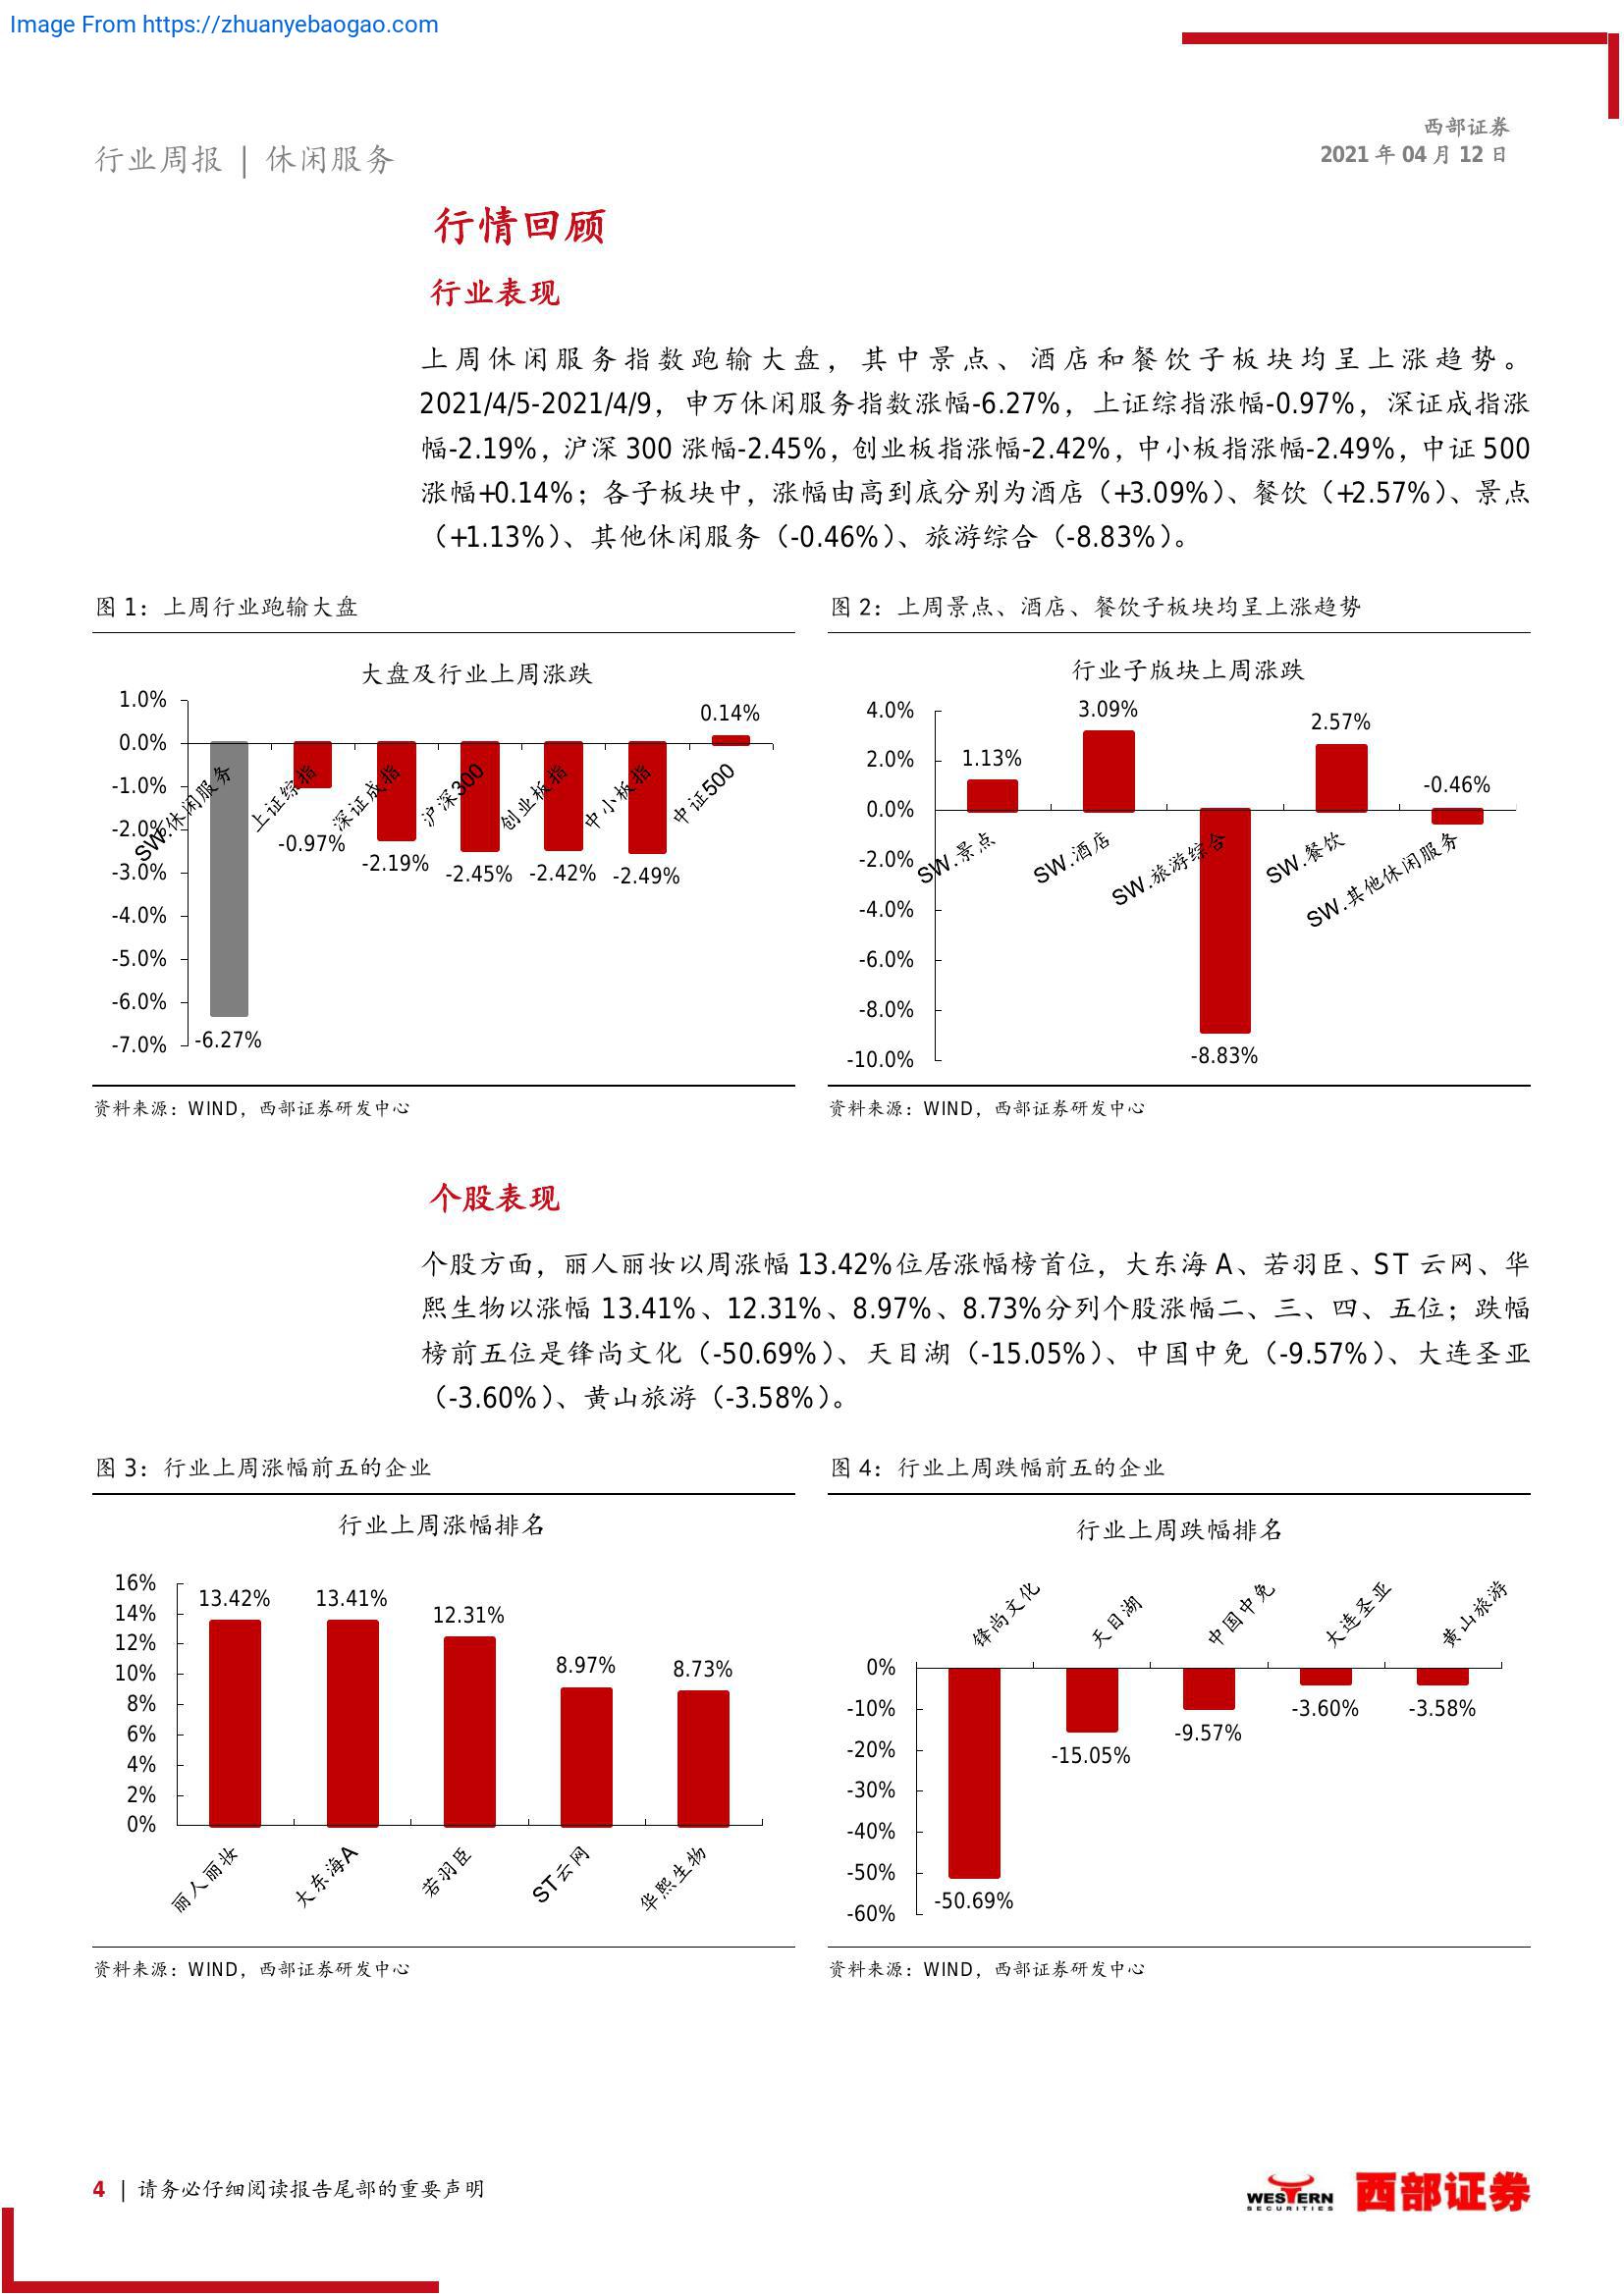 Image From https://zhuanyebaogao.com
西部证券
2021 年 04 月 12 日
行业周报 | 休闲服务
行情回顾
行业表现
上周休闲服务指数跑输大盘，其中景点、酒店和餐饮子板块均呈上涨趋势。
2021/4/5-2021/4/9，申万休闲服务指数涨幅-6.27%，上证综指涨幅-0.97%，深证成指涨
幅-2.19%，沪深 300 涨幅-2.45%，创业板指涨幅-2.42%，中小板指涨幅-2.49%，中证 500
涨幅+0.14%；各子板块中，涨幅由高到底分别为酒店（+3.09%）、餐饮（+2.57%）、景点
（+1.13%）、其他休闲服务（-0.46%）、旅游综合（-8.83%）。
图 1：上周行业跑输大盘
大盘及行业上周涨跌
1.0%
0.0%
-1.0%
-2.0%
-3.0%
-4.0%
-5.0%
-6.0%
-7.0%
SW.休闲服务
上证综指
深证成指
沪深300
创业板指
中小板指
中证500
-6.27%
-0.97%
-2.19%
-2.45%
-2.42%
-2.49%
0.14%
资料来源：WIND，西部证券研发中心
图 2：上周景点、酒店、餐饮子板块均呈上涨趋势
行业子版块上周涨跌
4.0%
2.0%
0.0%
-2.0%
-4.0%
-6.0%
-8.0%
-10.0%
1.13%
3.09%
-8.83%
2.57%
-0.46%
SW.景点
SW.酒店
SW.旅游综合
SW.餐饮
SW.其他休闲服务
资料来源：WIND，西部证券研发中心
个股表现
个股方面，丽人丽妆以周涨幅 13.42%位居涨幅榜首位，大东海 A、若羽臣、ST 云网、华
熙生物以涨幅 13.41%、12.31%、8.97%、8.73%分列个股涨幅二、三、四、五位；跌幅
榜前五位是锋尚文化（-50.69%）、天目湖（-15.05%）、中国中免（-9.57%）、大连圣亚
（-3.60%）、黄山旅游（-3.58%）。
图 3：行业上周涨幅前五的企业
行业上周涨幅排名
16%
14%
12%
10%
8%
6%
4%
2%
0%
13.42%
13.41%
12.31%
8.97%
8.73%
丽人丽妆
大东海A
若羽臣
ST云网
华熙生物
资料来源：WIND，西部证券研发中心
图 4：行业上周跌幅前五的企业
行业上周跌幅排名
锋尚文化
天目湖
中国中免
大连圣亚
黄山旅游
0%
-10%
-20%
-30%
-40%
-50%
-60%
-50.69%
-15.05%
-9.57%
-3.60%
-3.58%
资料来源：WIND，西部证券研发中心
4 | 请务必仔细阅读报告尾部的重要声明
WESTERN
SECURITIES
西部证券